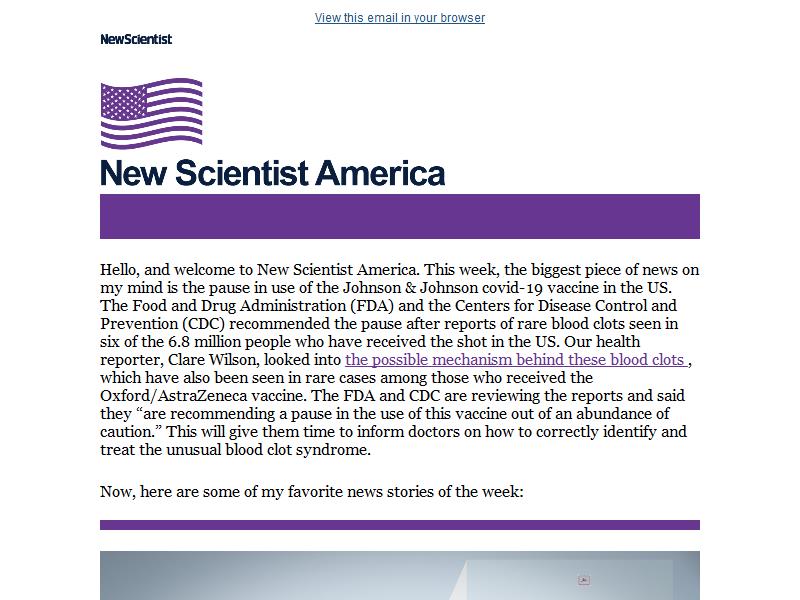 View this email in your browser
NewScientist
New Scientist America
Hello, and welcome to New Scientist America. This week, the biggest piece of news on
my mind is the pause in use of the Johnson & Johnson covid-19 vaccine in the US.
The Food and Drug Administration (FDA) and the Centers for Disease Control and
Prevention (CDC) recommended the pause after reports of rare blood clots seen in
six of the 6.8 million people who have received the shot in the US. Our health
reporter, Clare Wilson, looked into the possible mechanism behind these blood clots ,
which have also been seen in rare cases among those who received the
Oxford/AstraZeneca vaccine. The FDA and CDC are reviewing the reports and said
they “are recommending a pause in the use of this vaccine out of an abundance of
caution.” This will give them time to inform doctors on how to correctly identify and
treat the unusual blood clot syndrome.
Now, here are some of my favorite news stories of the week: